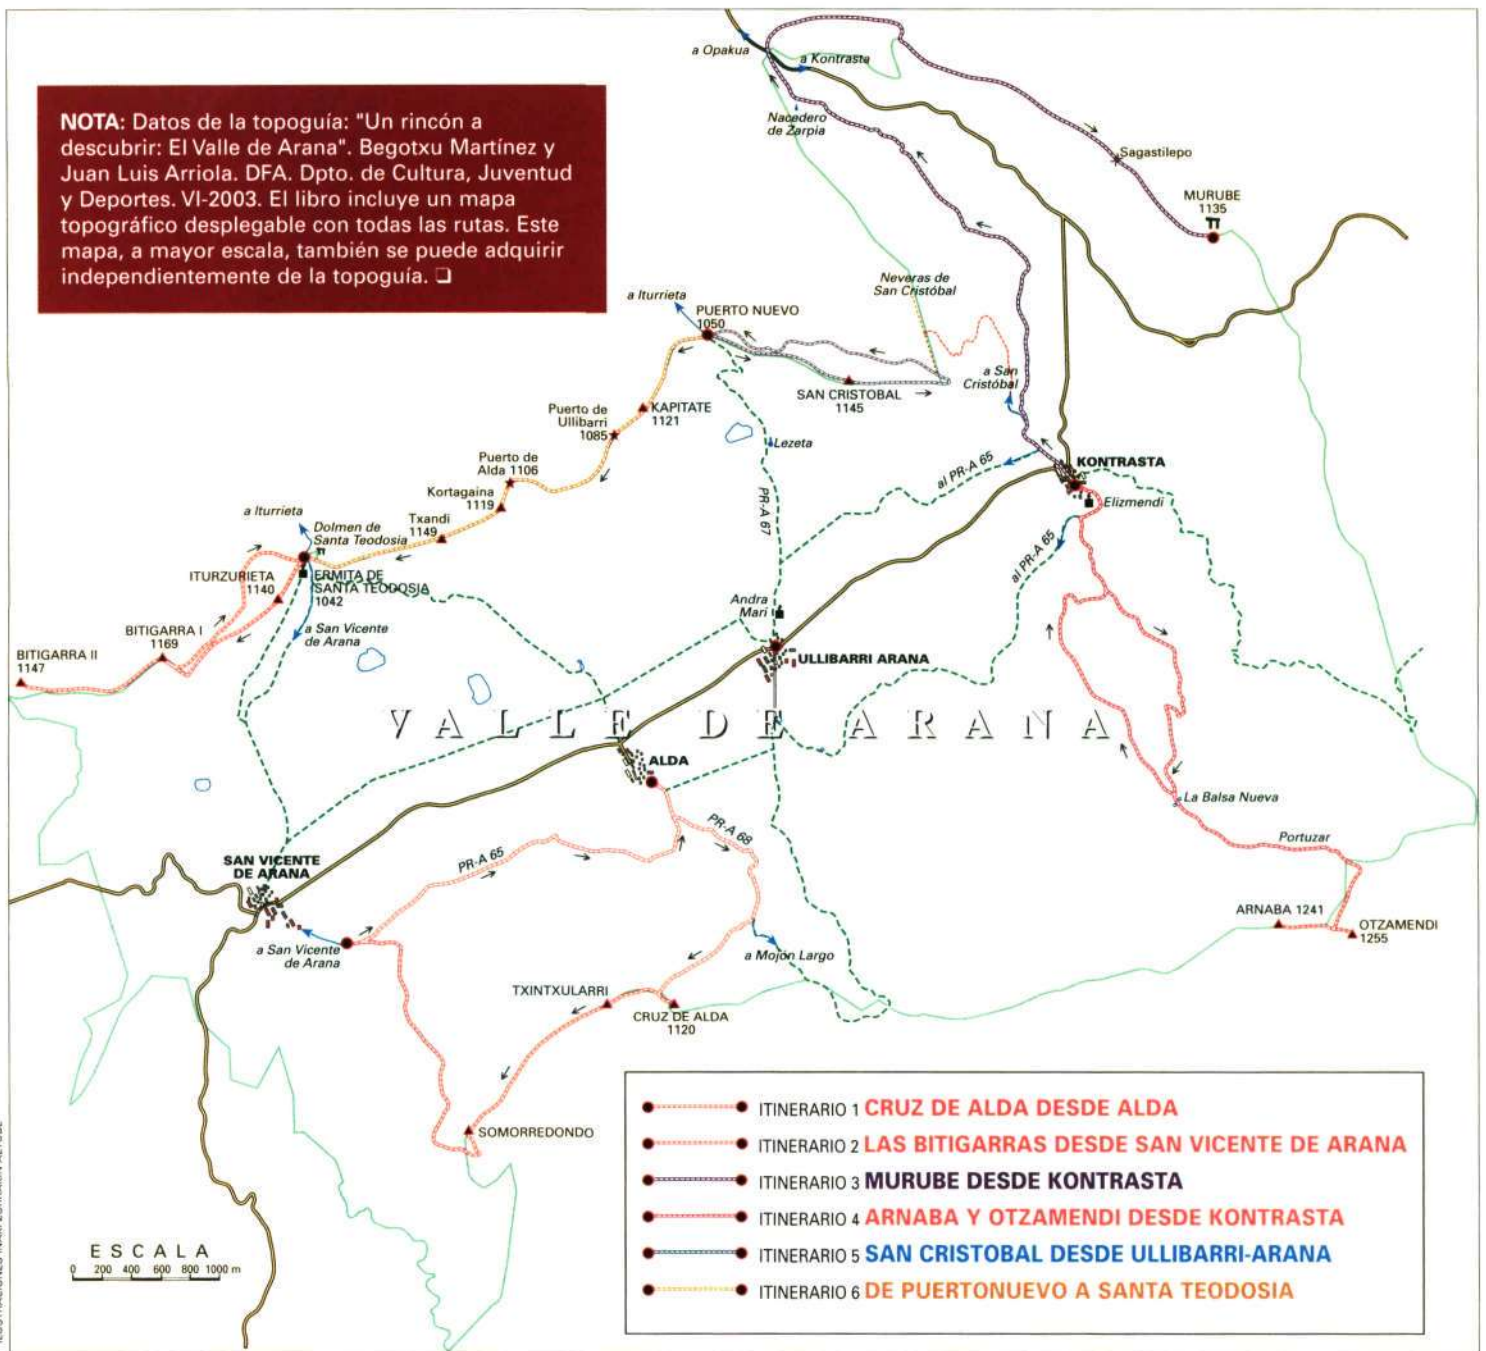 NOTA: Datos de la topoguía: "Un rincón a
descubrir: El Valle de Arana". Begotxu Martínez y
Juan Luis Arriola. DFA. Dpto. de Cultura, Juventud
y Deportes. VI-2003. El libro incluye un mapa
topográfico desplegable con todas las rutas. Este
mapa, a mayor escala, también se puede adquirir
independientemente de la topoguía. ❑
a Opakua
a Kontrasta
Nacedero
de Zarpia
Sagastilepo
MURUBE
1135
Neveras de
San Cristóbal
a Iturrieta
PUERTO NUEVO
1050
a San
Cristóbal
SAN CRISTOBAL
1145
KAPITATE
1121
Puerto de
Ullibarri
1085
Lezeta
Puerto de
Alda 1106
Kortagaina
1119
Txandi
1149
al PR-A 65
KONTRASTA
Elizmendi
PR-A 67
a Iturrieta
Dolmen de
Santa Teodosia
al PR-A 65
ITURZURIETA
1140
ERMITA DE
SANTA TEODOSIA
1042
Andra
Mari
a San Vicente
de Arana
BITIGARRA I
1169
BITIGARRA II
1147
ULLIBARRI ARANA
VALLE DE ARANA
ALDA
La Balsa Nueva
Portuzar
PR-A 68
PR-A 65
SAN VICENTE
DE ARANA
ARNABA 1241
OTZAMENDI
1255
a San Vicente
de Arana
a Mojón Largo
TXINTXULARRI
CRUZ DE ALDA
1120
SOMORREDONDO
ITINERARIO 1 CRUZ DE ALDA DESDE ALDA
ITINERARIO 2 LAS BITIGARRAS DESDE SAN VICENTE DE ARANA
ITINERARIO 3 MURUBE DESDE KONTRASTA
ITINERARIO 4 ARNABA Y OTZAMENDI DESDE KONTRASTA
ITINERARIO 5 SAN CRISTOBAL DESDE ULLIBARRI-ARANA
ITINERARIO 6 DE PUERTONUEVO A SANTA TEODOSIA
ESCALA
0 200 400 600 800 1000 m